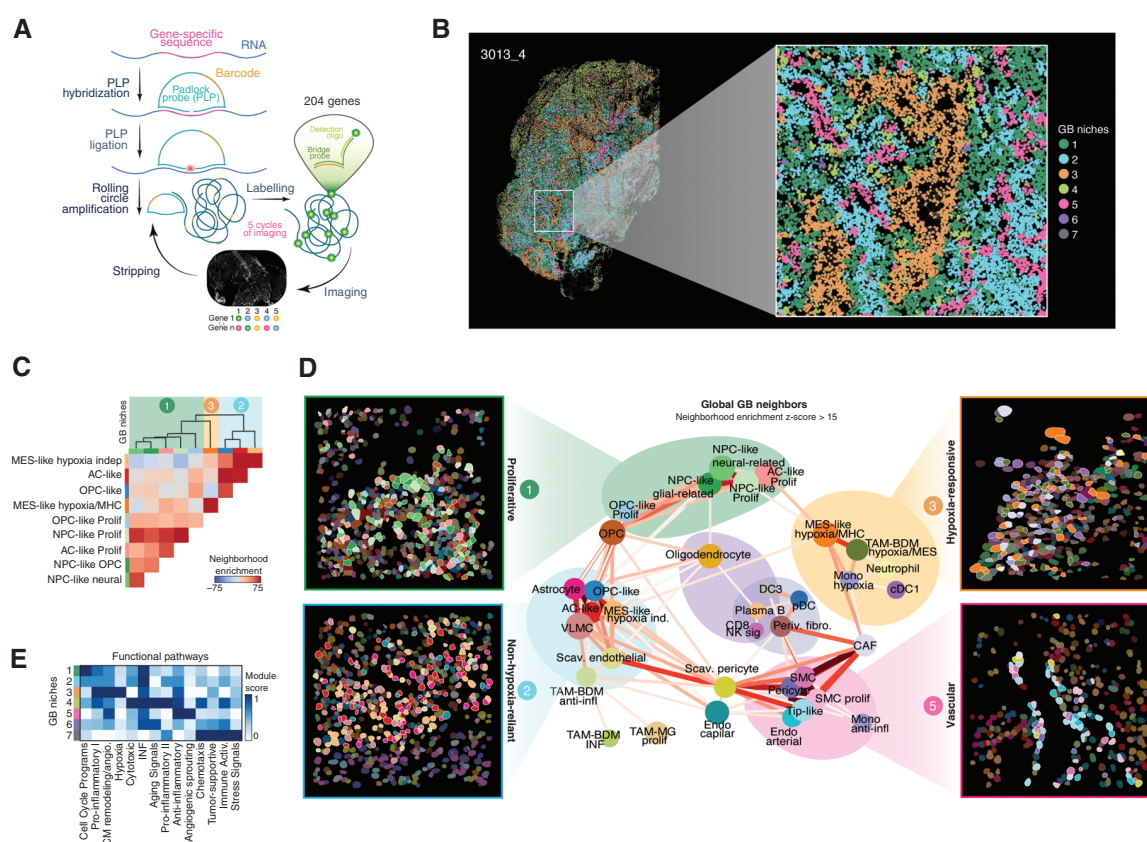 A
Gene-specific
sequence
RNA
PLP
hybridization
Barcode
Padlock
probe (PLP)
PLP
ligation
Rolling
circle
amplification
204 genes
Detection
oligo
Bridge
probe
Labelling
5 cycles
of imaging
Stripping
Imaging
1 2 3 4 5
Gene 1
Gene n
B
3013_4
GB niches
1
2
3
4
5
6
7
C
GB niches
1
3
2
MES-like hypoxia indep
AC-like
OPC-like
MES-like hypoxia/MHC
OPC-like Prolif
NPC-like Prolif
AC-like Prolif
NPC-like OPC
NPC-like neural
Neighborhood
enrichment
−75
75
D
Global GB neighbors
Neighborhood enrichment z-score > 15
Proliferative
1
Non-hypoxia-reliant
2
Hypoxia-responsive
3
Vascular
5
NPC-like
neural-related
AC-like
Prolif
NPC-like
glial-related
NPC-like
Prolif
OPC-like
Prolif
OPC
Oligodendrocyte
MES-like
hypoxia/MHC
TAM-BDM
hypoxia/MES
Neutrophil
Mono
hypoxia
cDC1
Astrocyte
OPC-like
AC-like
MES-like
hypoxia ind.
VLMC
Scav. endothelial
DC3
pDC
Plasma B
CD8
NK sig
Periv. fibro.
CAF
Scav. pericyte
SMC
Pericyte
SMC prolif
Tip-like
TAM-BDM
anti-infl
TAM-BDM
INF
TAM-MG
prolif
Endo
capilar
Endo
arterial
Mono
anti-infl
E
Functional pathways
GB niches
1
2
3
4
5
6
7
Module
score
1
0
Cell Cycle Programs
Pro-inflammatory I
CM remodeling/angio.
Hypoxia
Cytotoxic
INF
Aging Signals
Pro-inflammatory II
Anti-inflammatory
Angiogenic sprouting
Chemotaxis
Tumor-supportive
Immune Activ.
Stress Signals